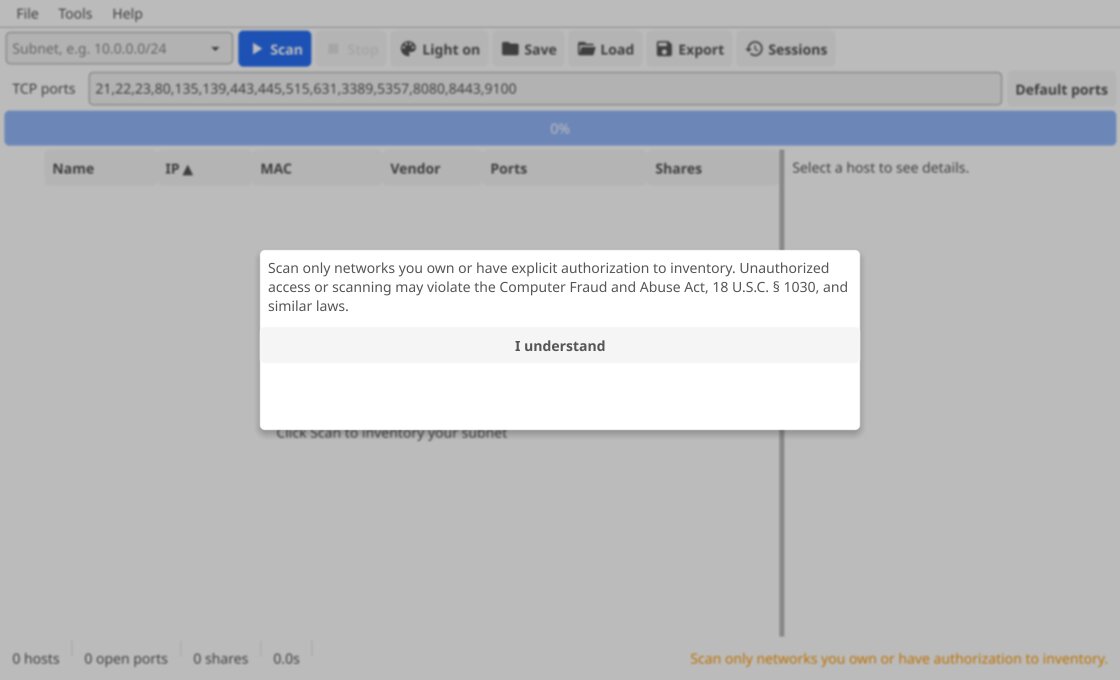 File Tools Help
Subnet, e.g. 10.0.0.0/24 Scan Stop Light on Save Load Export Sessions
TCP ports 21,22,23,80,135,139,443,445,515,631,3389,5357,8080,8443,9100 Default ports
0%
Name IP ▲ MAC Vendor Ports Shares Select a host to see details.
Scan only networks you own or have explicit authorization to inventory. Unauthorized
access or scanning may violate the Computer Fraud and Abuse Act, 18 U.S.C. § 1030, and
similar laws.
I understand
Click Scan to inventory your subnet
0 hosts 0 open ports 0 shares 0.0s Scan only networks you own or have authorization to inventory.